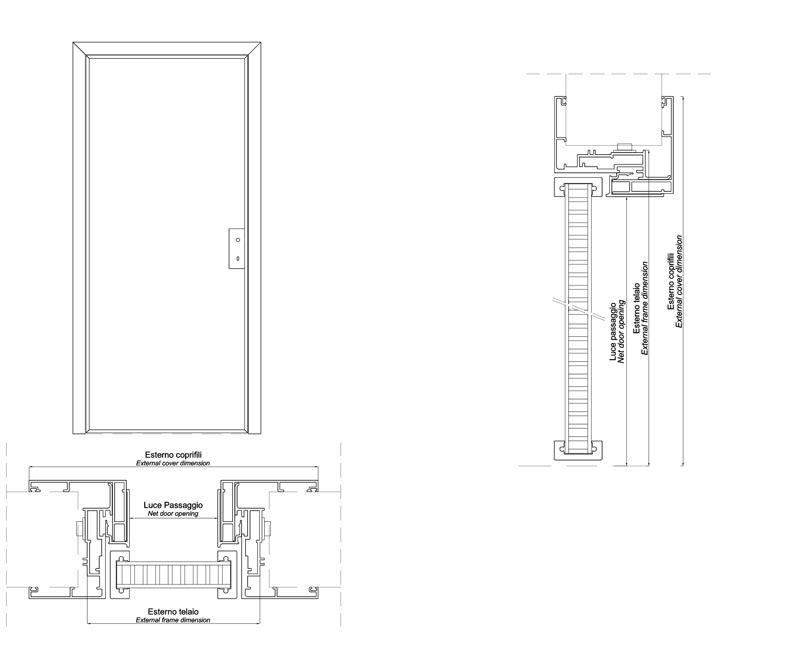 Esterno coprifili
External cover dimension
Luce Passaggio
Net door opening
Esterno telaio
External frame dimension
Luce passaggio
Net door opening
Esterno telaio
External frame dimension
Esterno coprifili
External cover dimension